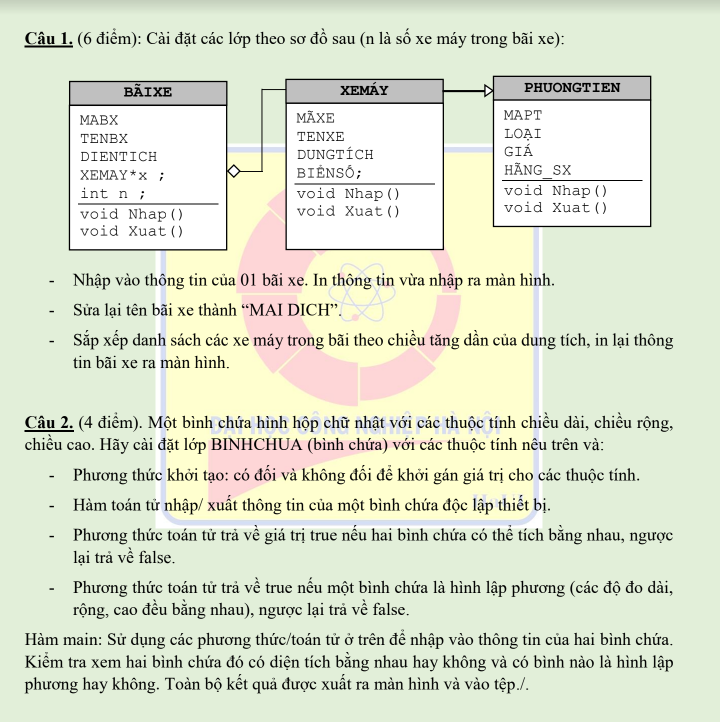 Câu 1. (6 điểm): Cài đặt các lớp theo sơ đồ sau (n là số xe máy trong bãi xe):
BÃIXE
MABX
TENBX
DIENTICH
XEMAY*x ;
int n ;
void Nhap()
void Xuat()
XEMÁY
MÃXE
TENXE
DUNGTÍCH
BIỂNSỐ;
void Nhap()
void Xuat()
PHUONGTIEN
MAPT
LOẠI
GIÁ
HÃNG_SX
void Nhap()
void Xuat()
- Nhập vào thông tin của 01 bãi xe. In thông tin vừa nhập ra màn hình.
- Sửa lại tên bãi xe thành “MAI DICH”.
- Sắp xếp danh sách các xe máy trong bãi theo chiều tăng dần của dung tích, in lại thông
tin bãi xe ra màn hình.
ĐẠI HỌC CÔNG NGHIỆP HÀ NỘI
Câu 2. (4 điểm). Một bình chứa hình hộp chữ nhật với các thuộc tính chiều dài, chiều rộng,
chiều cao. Hãy cài đặt lớp BINHCHUA (bình chứa) với các thuộc tính nêu trên và:
- Phương thức khởi tạo: có đối và không đối để khởi gán giá trị cho các thuộc tính.
- Hàm toán tử nhập/ xuất thông tin của một bình chứa độc lập thiết bị.
- Phương thức toán tử trả về giá trị true nếu hai bình chứa có thể tích bằng nhau, ngược
lại trả về false.
- Phương thức toán tử trả về true nếu một bình chứa là hình lập phương (các độ đo dài,
rộng, cao đều bằng nhau), ngược lại trả về false.
Hàm main: Sử dụng các phương thức/toán tử ở trên để nhập vào thông tin của hai bình chứa.
Kiểm tra xem hai bình chứa đó có diện tích bằng nhau hay không và có bình nào là hình lập
phương hay không. Toàn bộ kết quả được xuất ra màn hình và vào tệp./.